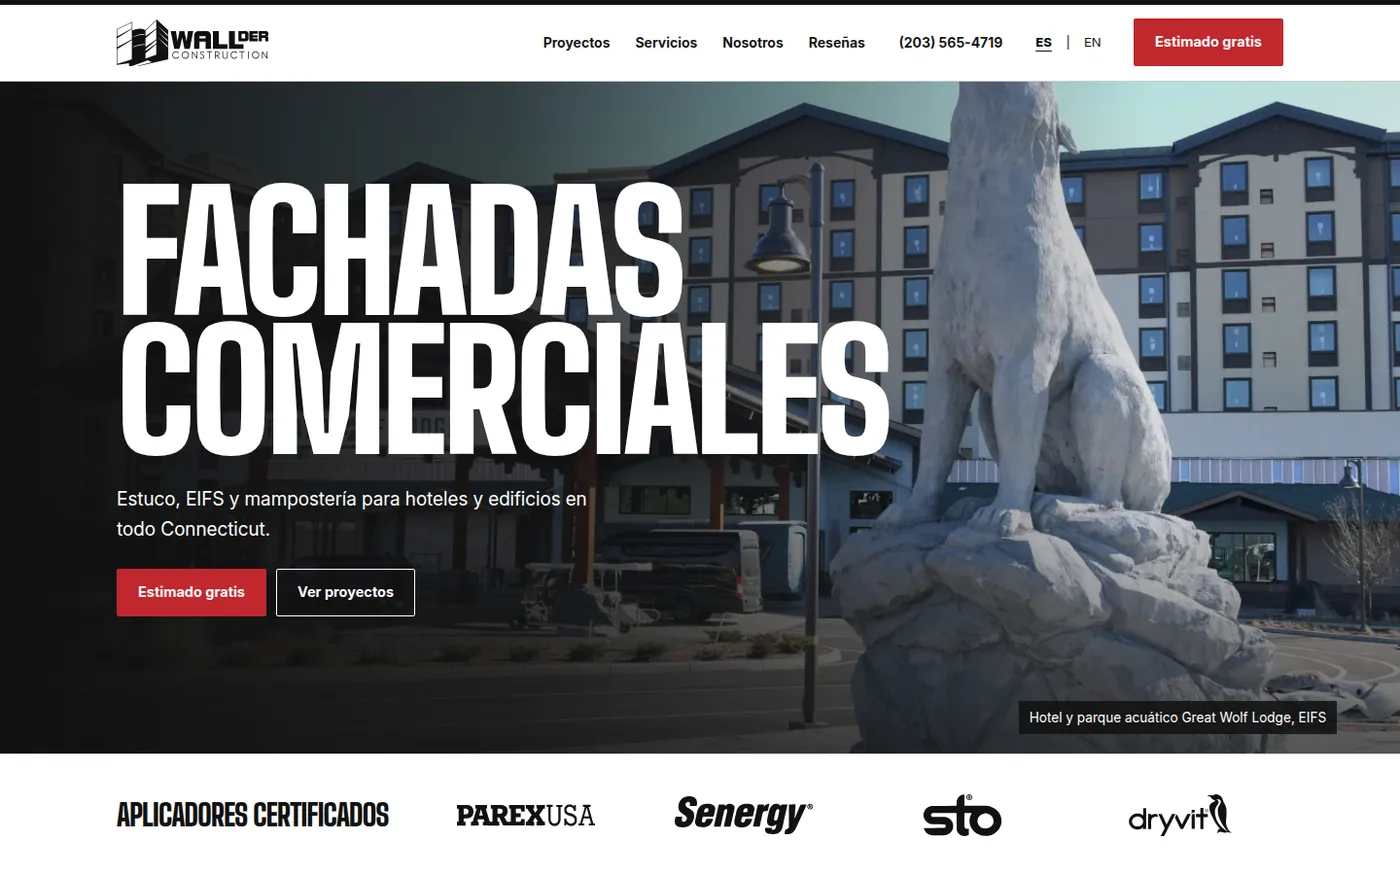 WALLDER
CONSTRUCTION
Proyectos
Servicios
Nosotros
Reseñas
(203) 565-4719
ES | EN
Estimado gratis
FACHADAS
COMERCIALES
Estuco, EIFS y mampostería para hoteles y edificios en
todo Connecticut.
Estimado gratis
Ver proyectos
Hotel y parque acuático Great Wolf Lodge, EIFS
APLICADORES CERTIFICADOS
PAREXUSA
Senergy®
sto®
dryvit